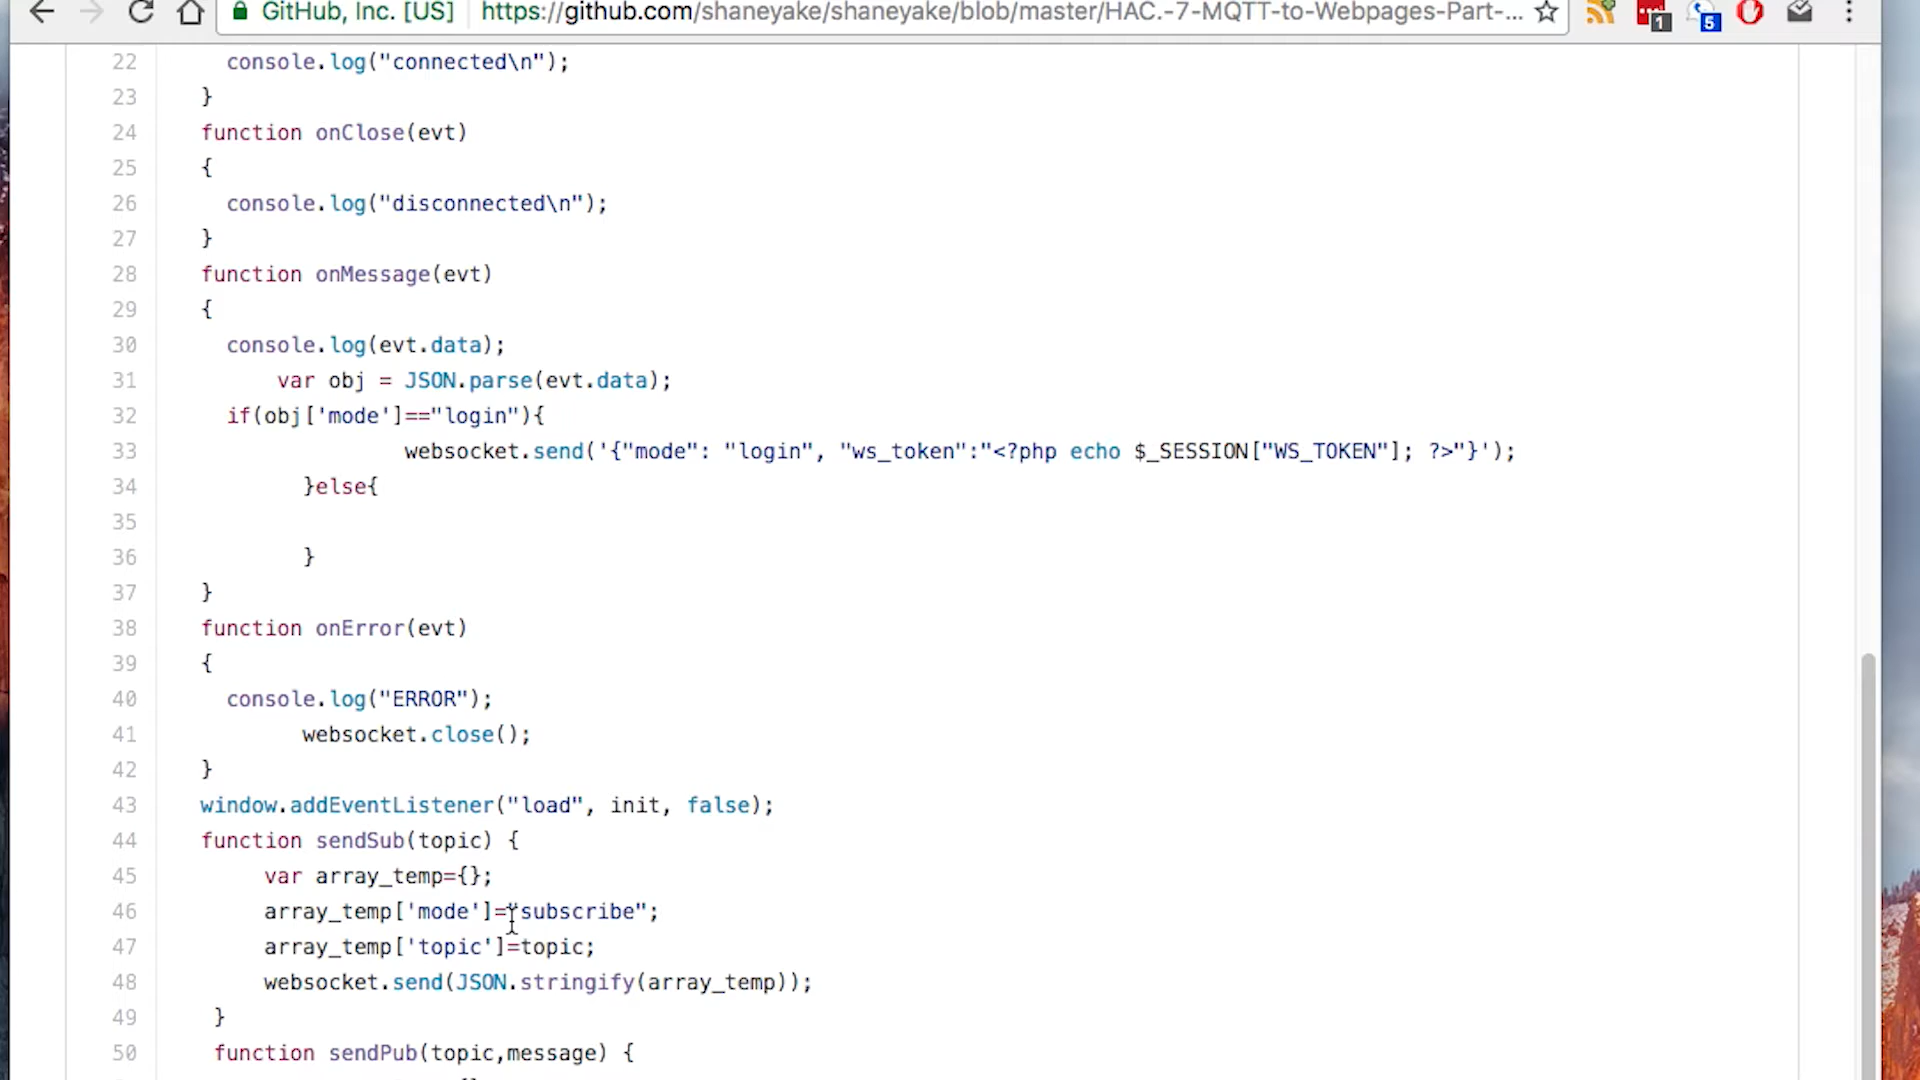 GitHub, Inc. [US] https://github.com/shaneyake/shaneyake/blob/master/HAC.-7-MQTT-to-Webpages-Part-... 1 5
22 console.log("connected\n");
23 }
24 function onClose(evt)
25 {
26 console.log("disconnected\n");
27 }
28 function onMessage(evt)
29 {
30 console.log(evt.data);
31 var obj = JSON.parse(evt.data);
32 if(obj['mode']=="login"){
33 websocket.send('{"mode": "login", "ws_token":"<?php echo $_SESSION["WS_TOKEN"]; ?>"}');
34 }else{
35
36 }
37 }
38 function onError(evt)
39 {
40 console.log("ERROR");
41 websocket.close();
42 }
43 window.addEventListener("load", init, false);
44 function sendSub(topic) {
45 var array_temp={};
46 array_temp['mode']="subscribe";
47 array_temp['topic']=topic;
48 websocket.send(JSON.stringify(array_temp));
49 }
50 function sendPub(topic,message) {